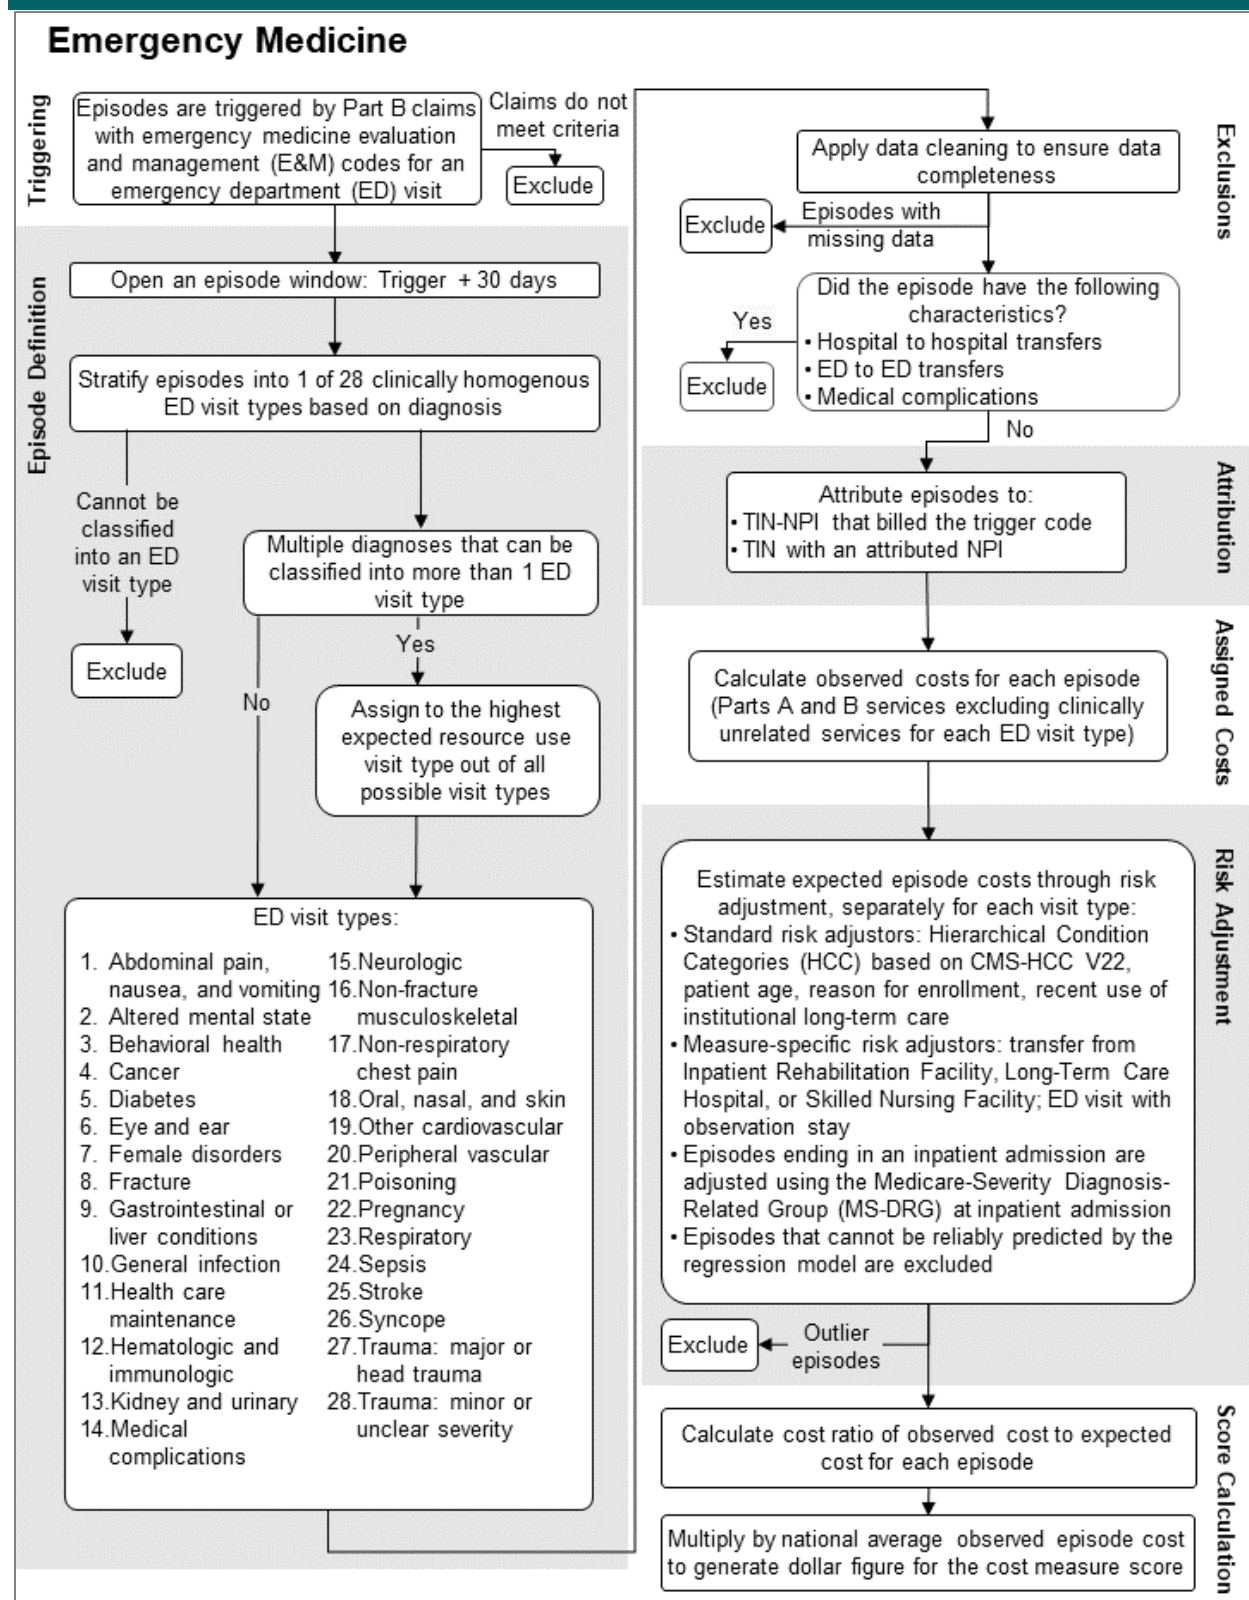 Emergency Medicine
Triggering
Episodes are triggered by Part B claims
with emergency medicine evaluation
and management (E&M) codes for an
emergency department (ED) visit
Claims do not
meet criteria
Exclude
Episode Definition
Open an episode window: Trigger + 30 days
Stratify episodes into 1 of 28 clinically homogenous
ED visit types based on diagnosis
Cannot be
classified
into an ED
visit type
Exclude
Multiple diagnoses that can be
classified into more than 1 ED
visit type
No
Yes
Assign to the highest
expected resource use
visit type out of all
possible visit types
ED visit types:
1. Abdominal pain,
nausea, and vomiting
2. Altered mental state
3. Behavioral health
4. Cancer
5. Diabetes
6. Eye and ear
7. Female disorders
8. Fracture
9. Gastrointestinal or
liver conditions
10.General infection
11.Health care
maintenance
12.Hematologic and
immunologic
13.Kidney and urinary
14.Medical
complications
15.Neurologic
16.Non-fracture
musculoskeletal
17.Non-respiratory
chest pain
18.Oral, nasal, and skin
19.Other cardiovascular
20.Peripheral vascular
21.Poisoning
22.Pregnancy
23.Respiratory
24.Sepsis
25.Stroke
26.Syncope
27.Trauma: major or
head trauma
28.Trauma: minor or
unclear severity
Exclusions
Apply data cleaning to ensure data
completeness
Episodes with
missing data
Exclude
Did the episode have the following
characteristics?
• Hospital to hospital transfers
• ED to ED transfers
• Medical complications
Yes
Exclude
No
Attribution
Attribute episodes to:
• TIN-NPI that billed the trigger code
• TIN with an attributed NPI
Assigned Costs
Calculate observed costs for each episode
(Parts A and B services excluding clinically
unrelated services for each ED visit type)
Risk Adjustment
Estimate expected episode costs through risk
adjustment, separately for each visit type:
• Standard risk adjustors: Hierarchical Condition
Categories (HCC) based on CMS-HCC V22,
patient age, reason for enrollment, recent use of
institutional long-term care
• Measure-specific risk adjustors: transfer from
Inpatient Rehabilitation Facility, Long-Term Care
Hospital, or Skilled Nursing Facility; ED visit with
observation stay
• Episodes ending in an inpatient admission are
adjusted using the Medicare-Severity Diagnosis-
Related Group (MS-DRG) at inpatient admission
• Episodes that cannot be reliably predicted by the
regression model are excluded
Outlier
episodes
Exclude
Score Calculation
Calculate cost ratio of observed cost to expected
cost for each episode
Multiply by national average observed episode cost
to generate dollar figure for the cost measure score